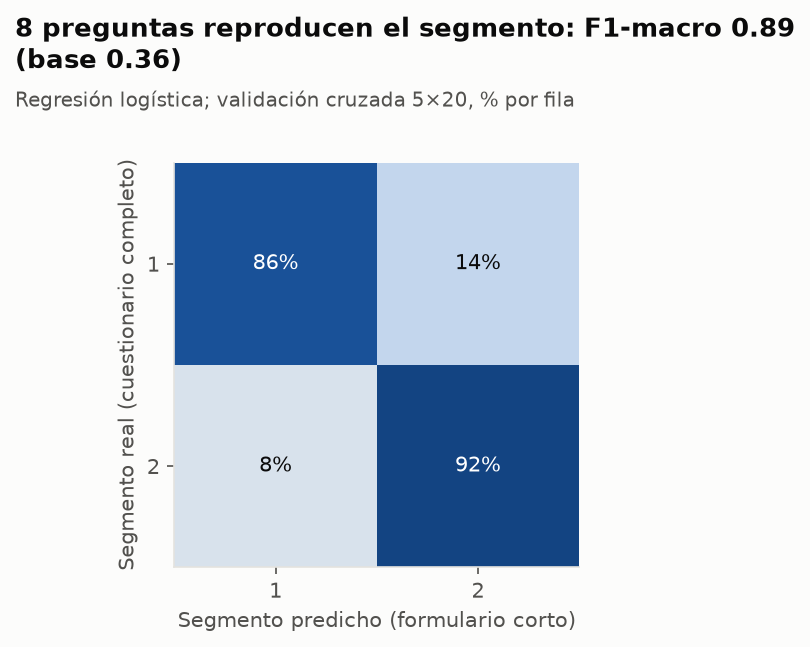 8 preguntas reproducen el segmento: F1-macro 0.89
(base 0.36)
Regresión logística; validación cruzada 5×20, % por fila
Segmento real (cuestionario completo)
1
86%
14%
2
8%
92%
1
2
Segmento predicho (formulario corto)